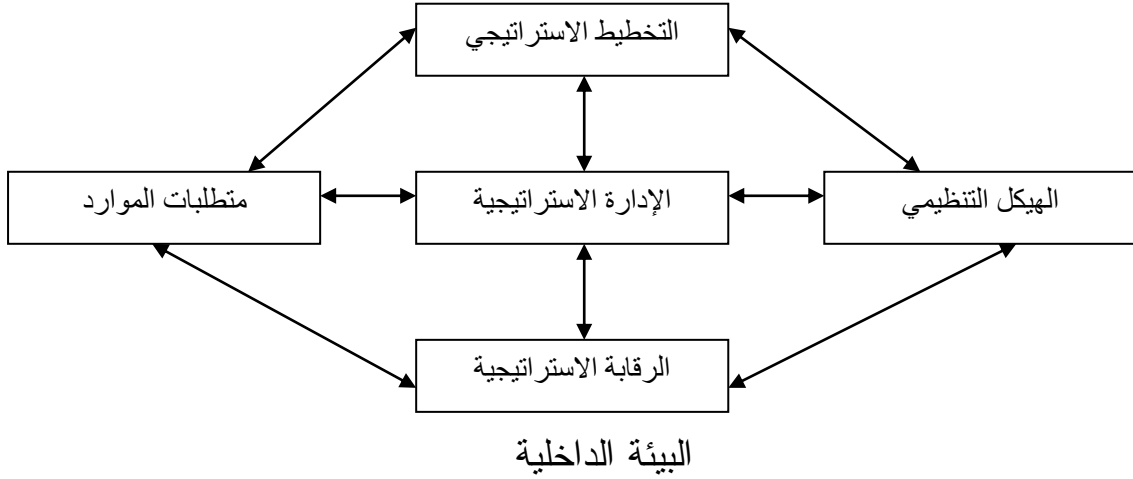 التخطيط الاستراتيجي
الهيكل التنظيمي
الإدارة الاستراتيجية
متطلبات الموارد
الرقابة الاستراتيجية
البيئة الداخلية